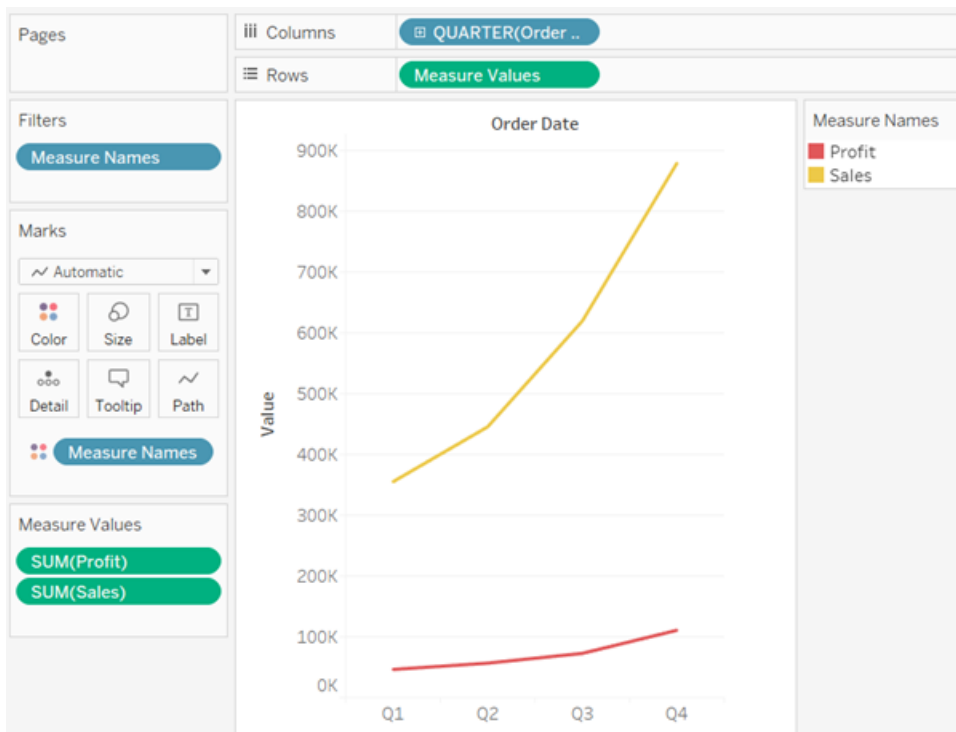 Pages
Columns
QUARTER(Order ..
Rows
Measure Values
Filters
Measure Names
Marks
Automatic
Color
Size
Label
Detail
Tooltip
Path
Measure Names
Measure Values
SUM(Profit)
SUM(Sales)
Order Date
900K
800K
700K
600K
500K
400K
300K
200K
100K
0K
Value
Q1
Q2
Q3
Q4
Measure Names
Profit
Sales